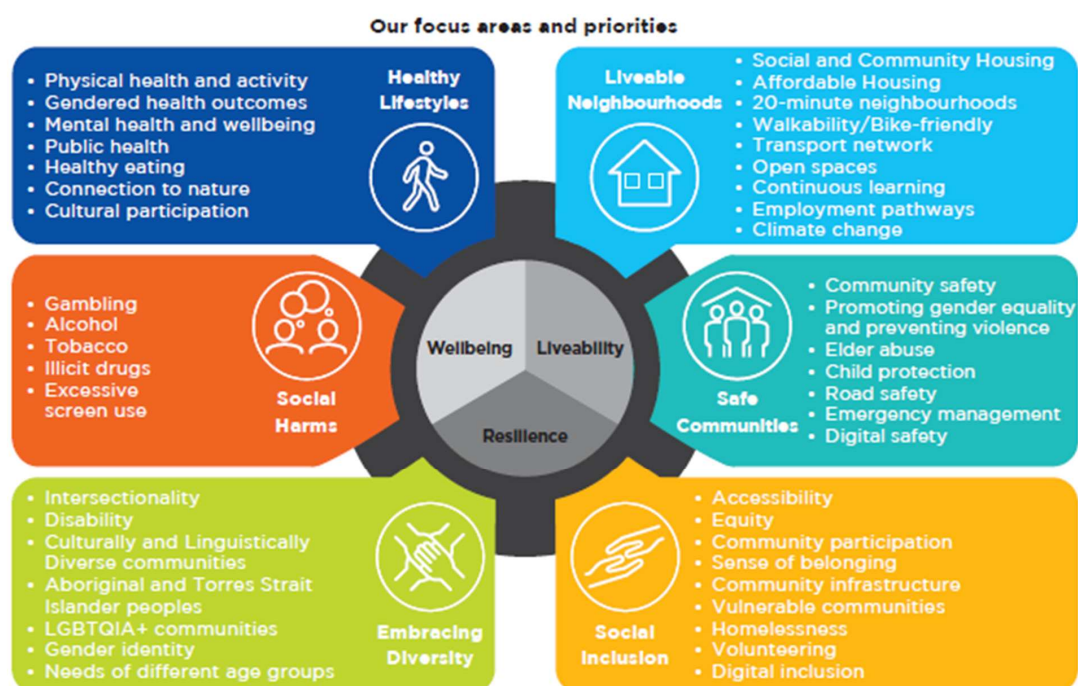 Our focus areas and priorities
• Physical health and activity
• Gendered health outcomes
• Mental health and wellbeing
• Public health
• Healthy eating
• Connection to nature
• Cultural participation
Healthy
Lifestyles
Liveable
Neighbourhoods
• Social and Community Housing
• Affordable Housing
• 20-minute neighbourhoods
• Walkability/Bike-friendly
• Transport network
• Open spaces
• Continuous learning
• Employment pathways
• Climate change
• Gambling
• Alcohol
• Tobacco
• Illicit drugs
• Excessive
screen use
Social
Harms
Wellbeing
Liveability
Resilience
Safe
Communities
• Community safety
• Promoting gender equality
and preventing violence
• Elder abuse
• Child protection
• Road safety
• Emergency management
• Digital safety
• Intersectionality
• Disability
• Culturally and Linguistically
Diverse communities
• Aboriginal and Torres Strait
Islander peoples
• LGBTQIA+ communities
• Gender identity
• Needs of different age groups
Embracing
Diversity
Social
Inclusion
• Accessibility
• Equity
• Community participation
• Sense of belonging
• Community infrastructure
• Vulnerable communities
• Homelessness
• Volunteering
• Digital inclusion